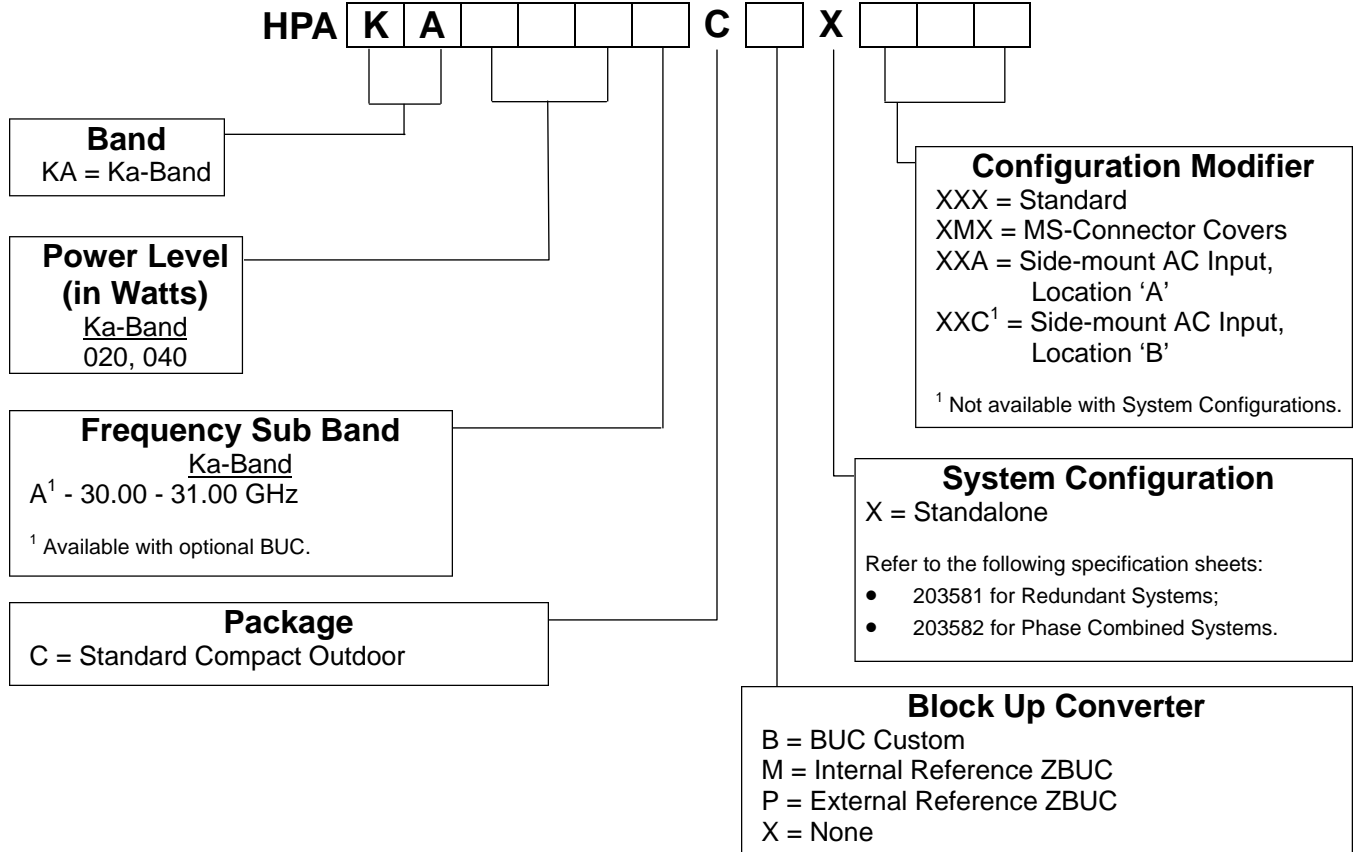 HPA K A C X
Band
KA = Ka-Band
Power Level
(in Watts)
Ka-Band
020, 040
Frequency Sub Band
Ka-Band
A¹ - 30.00 - 31.00 GHz
¹ Available with optional BUC.
Package
C = Standard Compact Outdoor
Configuration Modifier
XXX = Standard
XMX = MS-Connector Covers
XXA = Side-mount AC Input,
Location ‘A’
XXC¹ = Side-mount AC Input,
Location ‘B’
¹ Not available with System Configurations.
System Configuration
X = Standalone
Refer to the following specification sheets:
• 203581 for Redundant Systems;
• 203582 for Phase Combined Systems.
Block Up Converter
B = BUC Custom
M = Internal Reference ZBUC
P = External Reference ZBUC
X = None